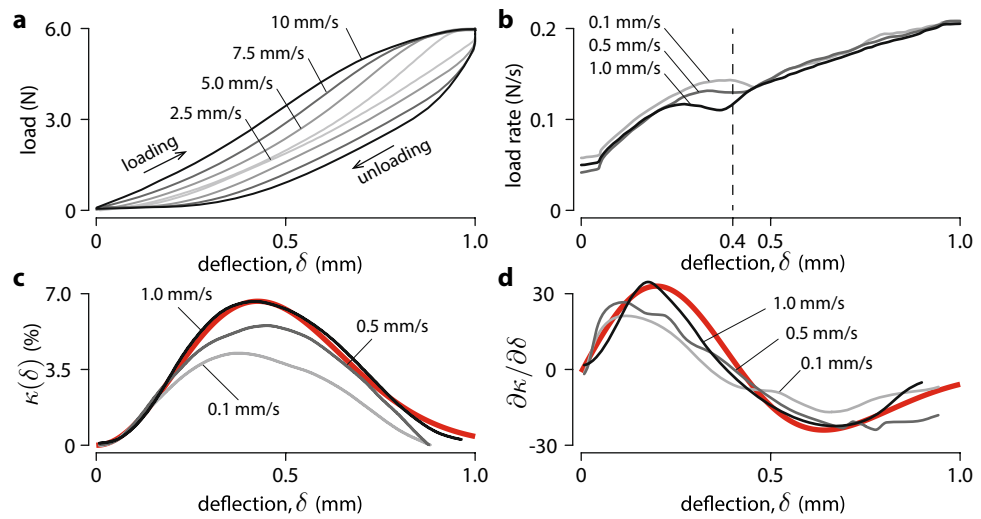 a
load (N)
6.0
3.0
0
10 mm/s
7.5 mm/s
5.0 mm/s
2.5 mm/s
loading
unloading
0
0.5
1.0
deflection, δ (mm)
b
load rate (N/s)
0.2
0.1
0
0.1 mm/s
0.5 mm/s
1.0 mm/s
0
0.4
0.5
1.0
deflection, δ (mm)
c
κ(δ) (%)
7.0
3.5
0
1.0 mm/s
0.5 mm/s
0.1 mm/s
0
0.5
1.0
deflection, δ (mm)
d
∂κ/∂δ
30
0
-30
1.0 mm/s
0.5 mm/s
0.1 mm/s
0
0.5
1.0
deflection, δ (mm)